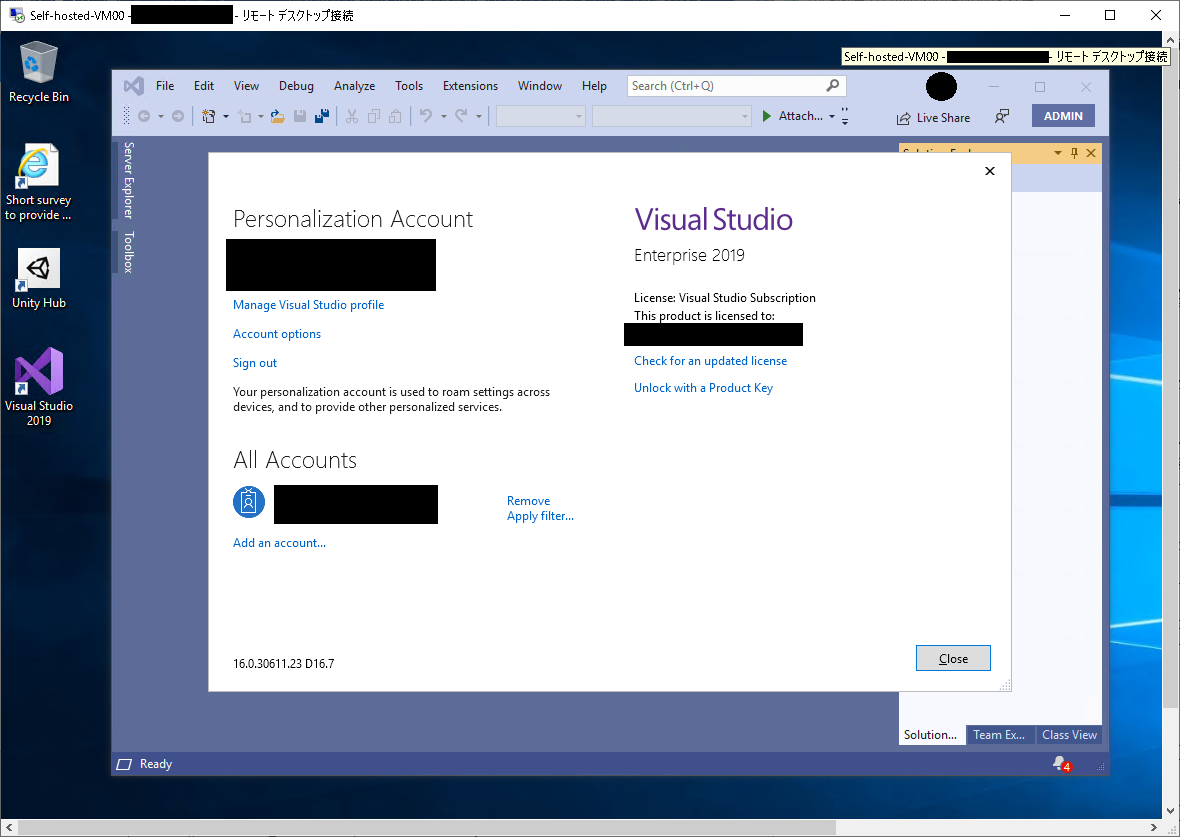 Self-hosted-VM00 - - リモート デスクトップ接続
Self-hosted-VM00 - - リモート デスクトップ接続
Recycle Bin
Short survey
to provide ...
Unity Hub
Visual Studio
2019
File Edit View Debug Analyze Tools Extensions Window Help Search (Ctrl+Q)
Attach... Live Share ADMIN
Server Explorer
Toolbox
Personalization Account
Manage Visual Studio profile
Account options
Sign out
Your personalization account is used to roam settings across
devices, and to provide other personalized services.
All Accounts
Remove
Apply filter...
Add an account...
16.0.30611.23 D16.7
Visual Studio
Enterprise 2019
License: Visual Studio Subscription
This product is licensed to:
Check for an updated license
Unlock with a Product Key
Close
Solution... Team Ex... Class View
Ready
4